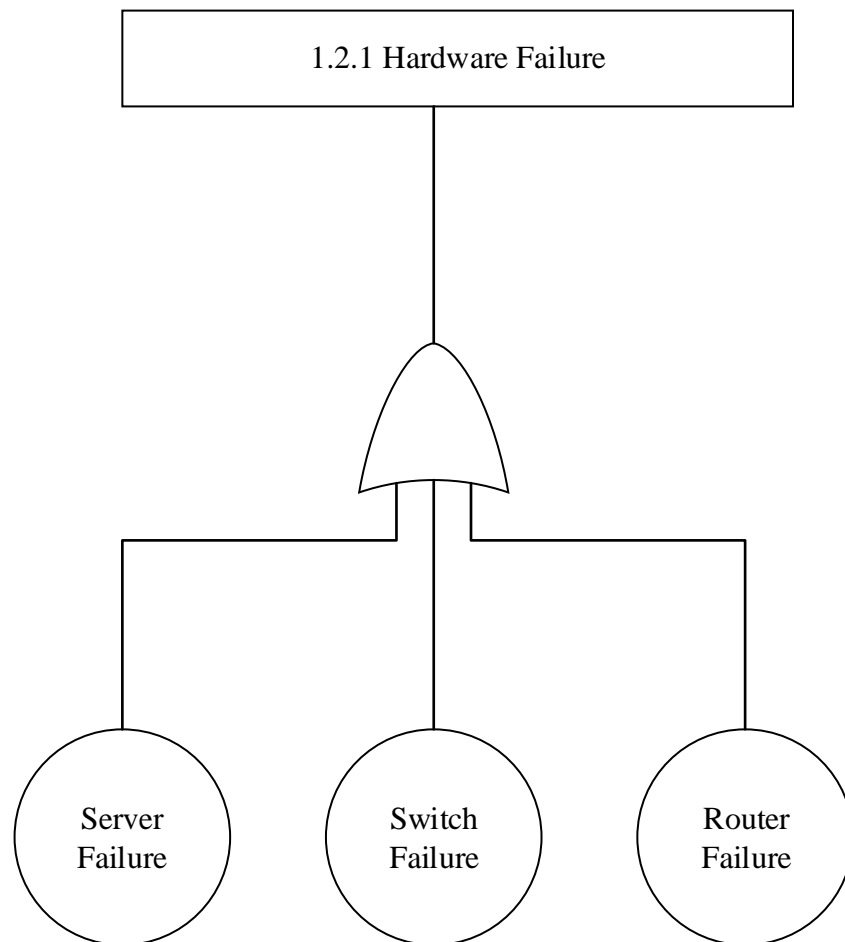 1.2.1 Hardware Failure
Server
Failure
Switch
Failure
Router
Failure